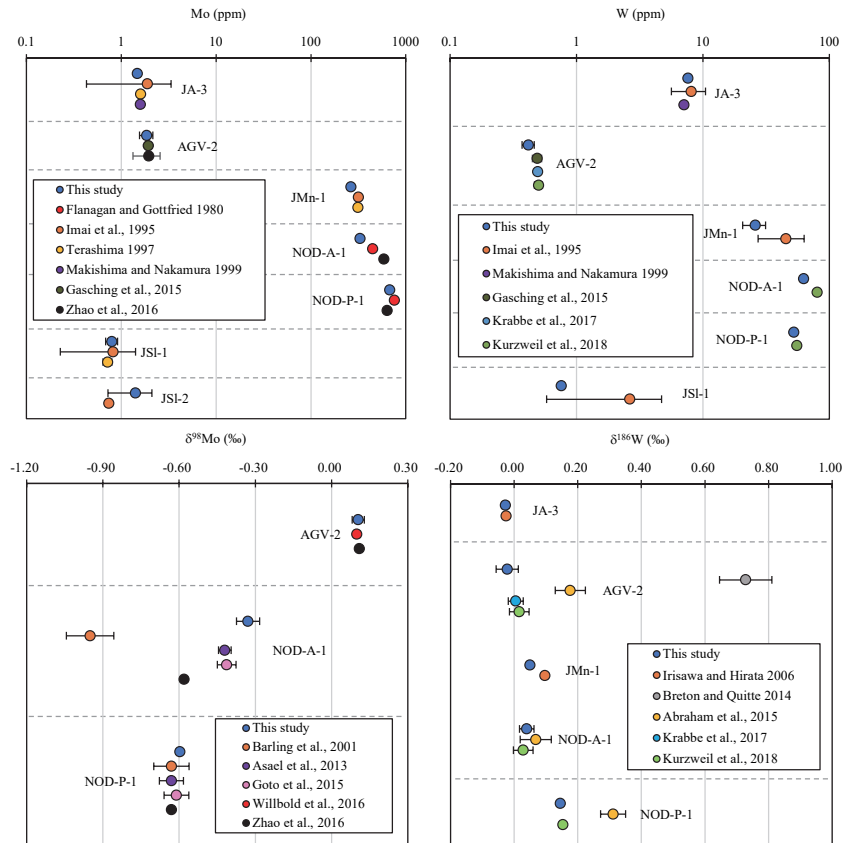 Mo (ppm)
0.1 1 10 100 1000
JA-3
AGV-2
JMn-1
NOD-A-1
NOD-P-1
JSl-1
JSl-2
This study
Flanagan and Gottfried 1980
Imai et al., 1995
Terashima 1997
Makishima and Nakamura 1999
Gasching et al., 2015
Zhao et al., 2016
W (ppm)
0.1 1 10 100
JA-3
AGV-2
JMn-1
NOD-A-1
NOD-P-1
JSl-1
This study
Imai et al., 1995
Makishima and Nakamura 1999
Gasching et al., 2015
Krabbe et al., 2017
Kurzweil et al., 2018
δ⁹⁸Mo (‰)
-1.20 -0.90 -0.60 -0.30 0.00 0.30
AGV-2
NOD-A-1
NOD-P-1
This study
Barling et al., 2001
Asael et al., 2013
Goto et al., 2015
Willbold et al., 2016
Zhao et al., 2016
δ¹⁸⁶W (‰)
-0.20 0.00 0.20 0.40 0.60 0.80 1.00
JA-3
AGV-2
JMn-1
NOD-A-1
NOD-P-1
This study
Irisawa and Hirata 2006
Breton and Quitte 2014
Abraham et al., 2015
Krabbe et al., 2017
Kurzweil et al., 2018